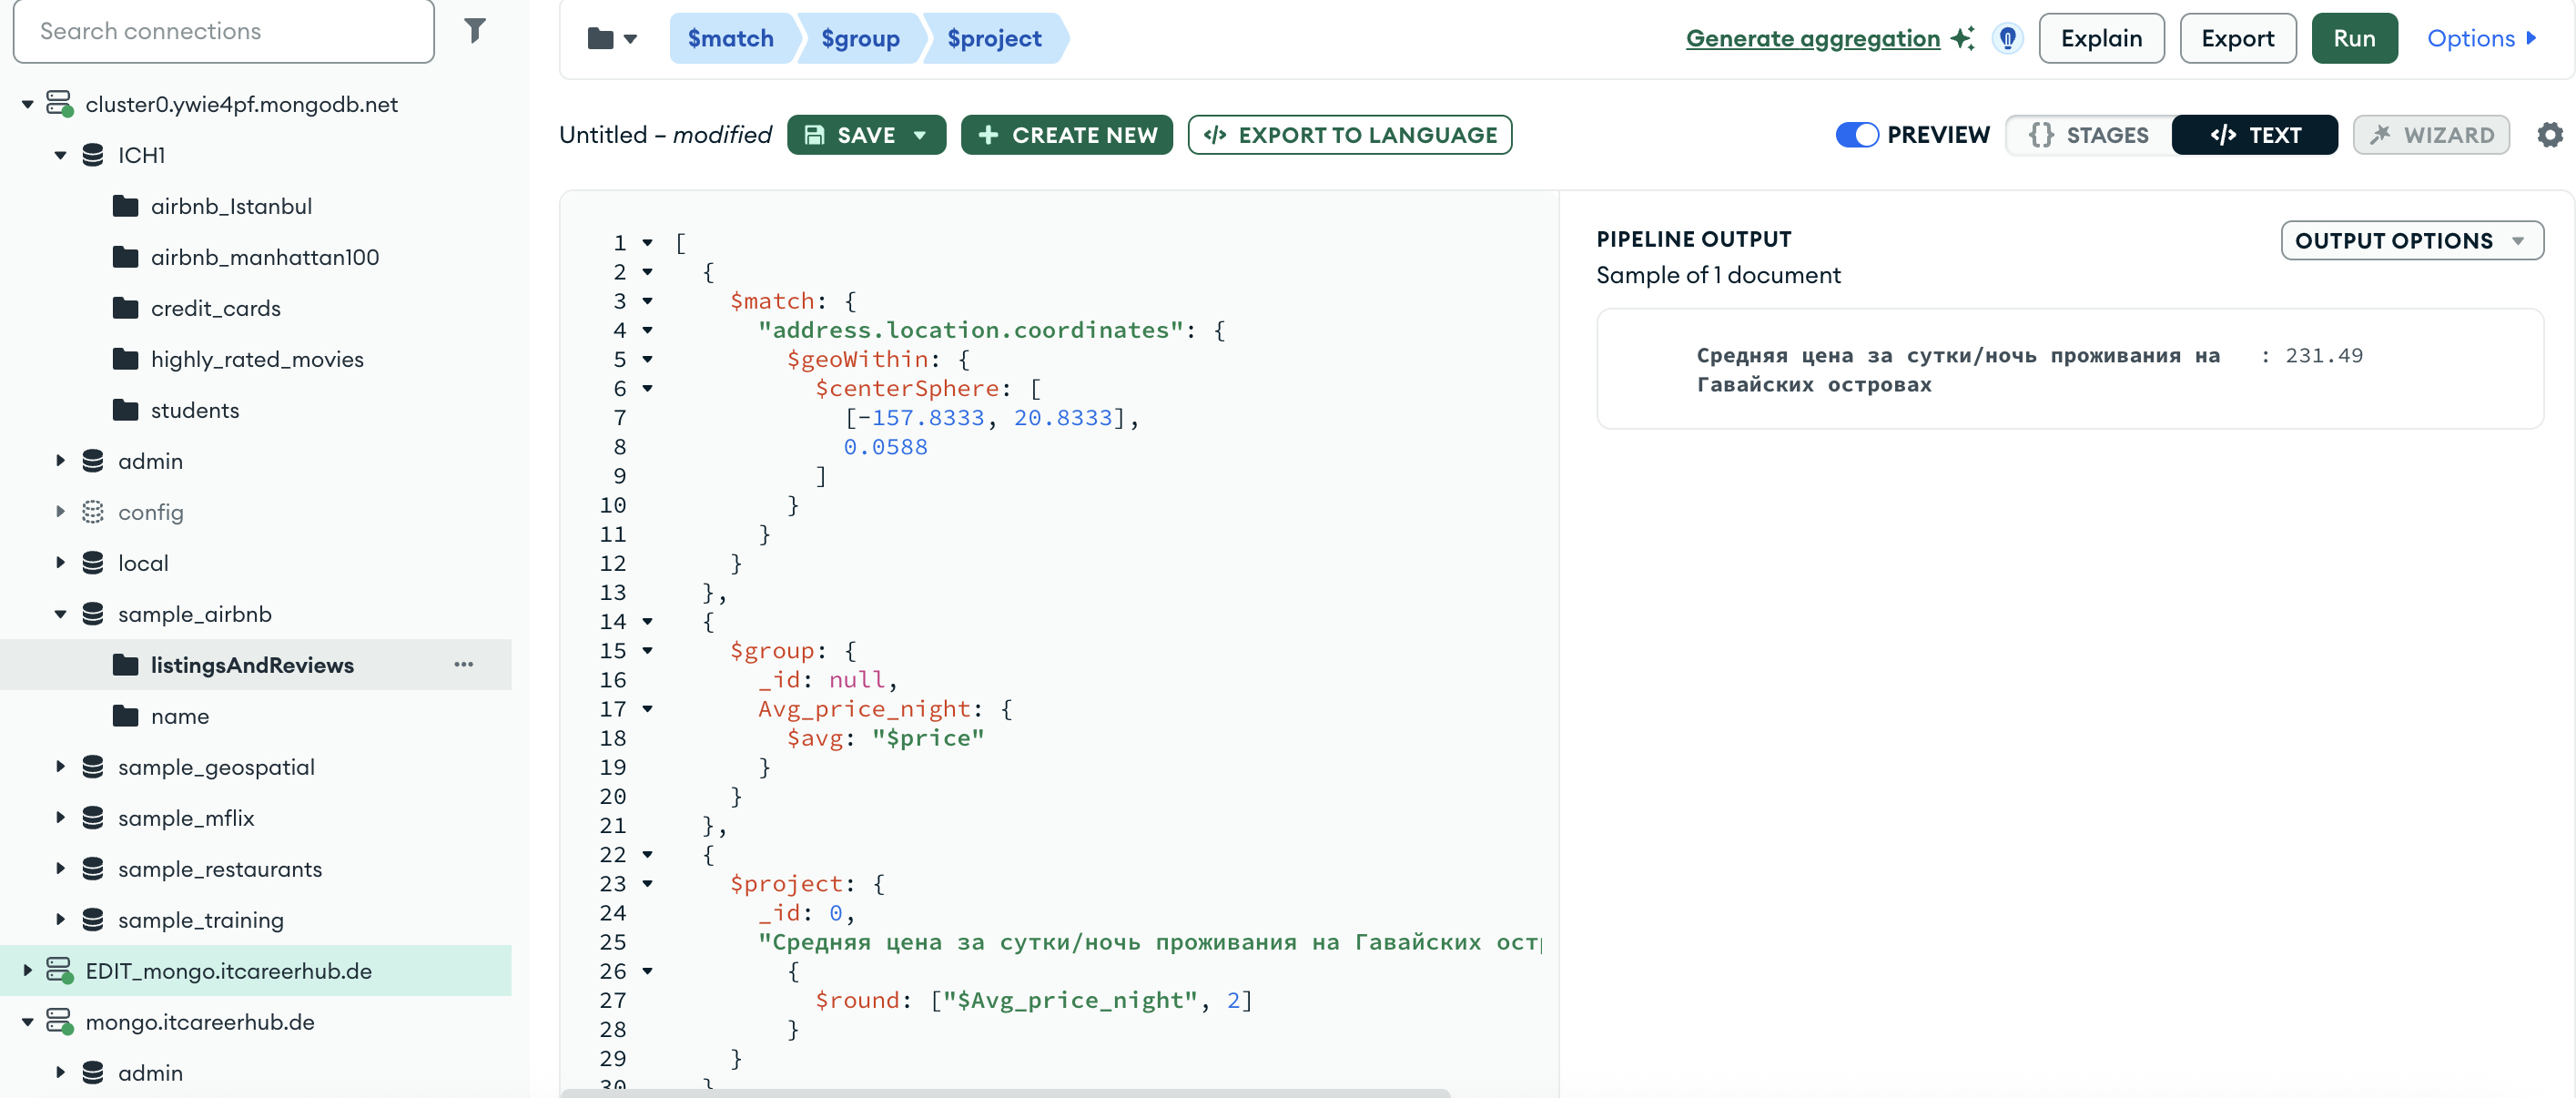 Search connections
cluster0.ywie4pf.mongodb.net
ICH1
airbnb_Istanbul
airbnb_manhattan100
credit_cards
highly_rated_movies
students
admin
config
local
sample_airbnb
listingsAndReviews
name
sample_geospatial
sample_mflix
sample_restaurants
sample_training
EDIT_mongo.itcareerhub.de
mongo.itcareerhub.de
admin
$match $group $project
Generate aggregation Explain Export Run Options
Untitled – modified SAVE + CREATE NEW </> EXPORT TO LANGUAGE
PREVIEW {} STAGES </> TEXT WIZARD
1 [
2 {
3 $match: {
4 "address.location.coordinates": {
5 $geoWithin: {
6 $centerSphere: [
7 [-157.8333, 20.8333],
8 0.0588
9 ]
10 }
11 }
12 }
13 },
14 {
15 $group: {
16 _id: null,
17 Avg_price_night: {
18 $avg: "$price"
19 }
20 }
21 },
22 {
23 $project: {
24 _id: 0,
25 "Средняя цена за сутки/ночь проживания на Гавайских ост
26 {
27 $round: ["$Avg_price_night", 2]
28 }
29 }
30 }
PIPELINE OUTPUT
OUTPUT OPTIONS
Sample of 1 document
Средняя цена за сутки/ночь проживания на : 231.49
Гавайских островах